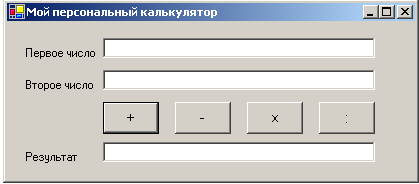 Мой персональный калькулятор
Первое число
Второе число
+ - x :
Результат